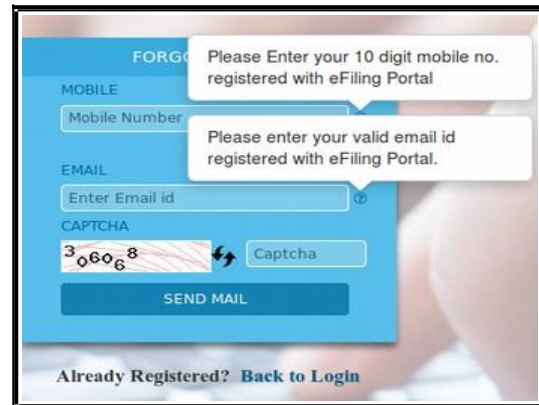 FORGO
Please Enter your 10 digit mobile no.
registered with eFiling Portal
MOBILE
Mobile Number
Please enter your valid email id
registered with eFiling Portal.
EMAIL
Enter Email id
CAPTCHA
306068
Captcha
SEND MAIL
Already Registered? Back to Login